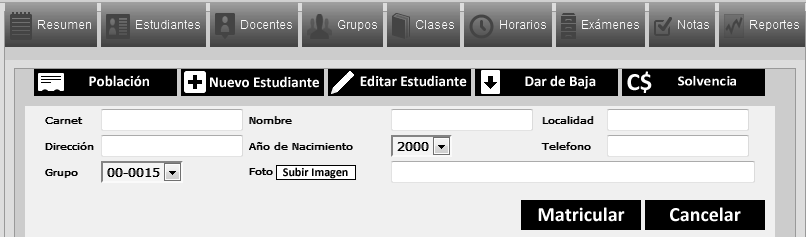 Resumen Estudiantes Docentes Grupos Clases Horarios Exámenes Notas Reportes
Población Nuevo Estudiante Editar Estudiante Dar de Baja C$ Solvencia
Carnet Nombre Localidad
Dirección Año de Nacimiento 2000 Telefono
Grupo 00-0015 Foto Subir Imagen
Matricular Cancelar